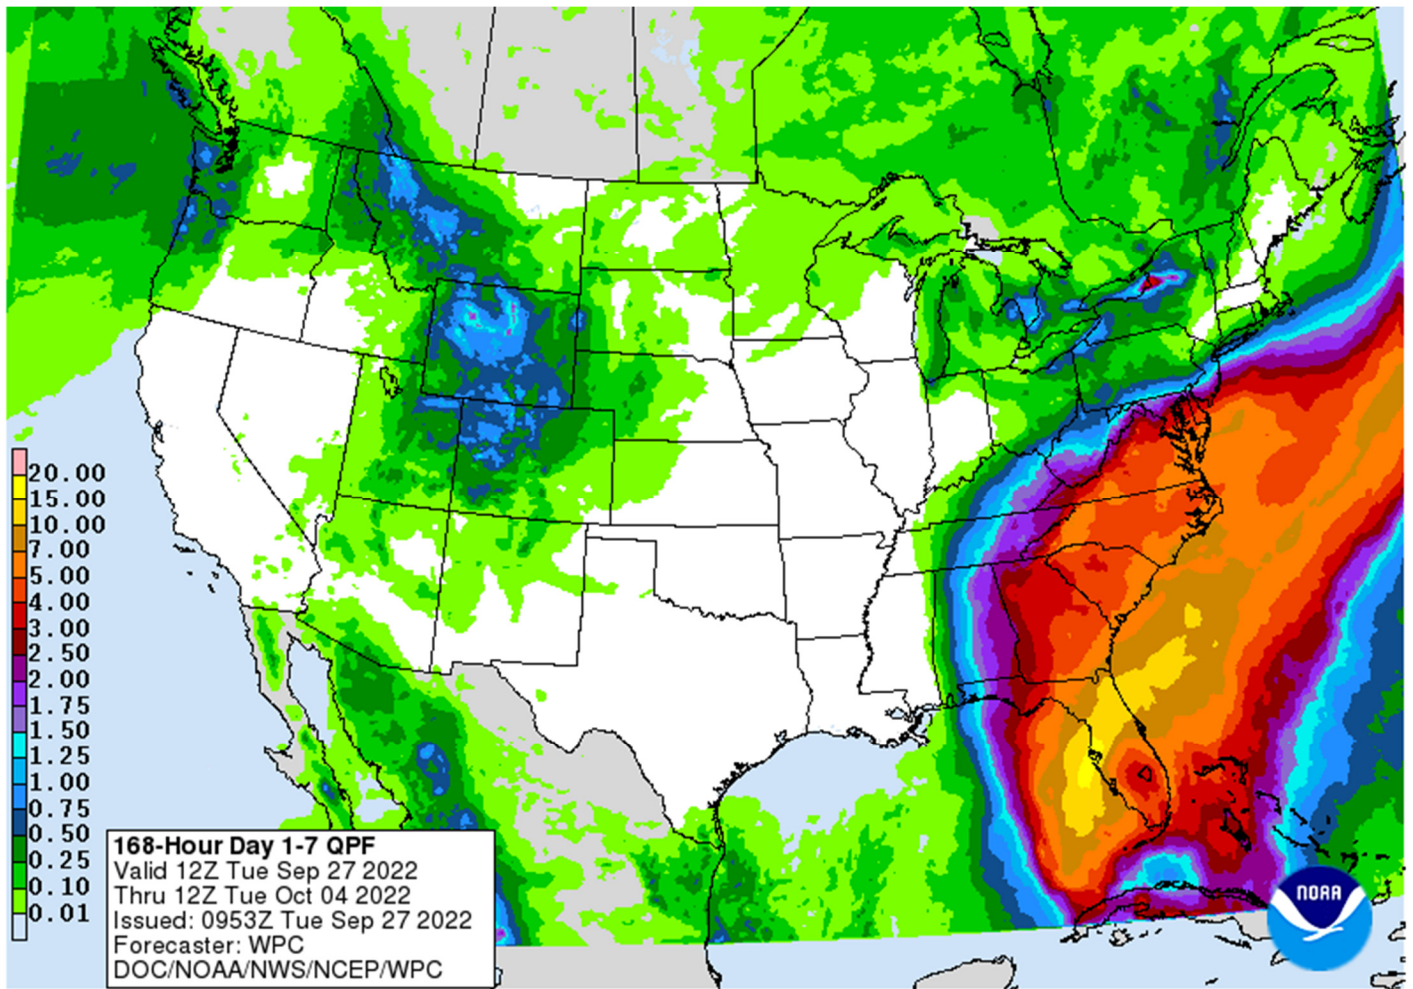 20.00
15.00
10.00
7.00
5.00
4.00
3.00
2.50
2.00
1.75
1.50
1.25
1.00
0.75
0.50
0.25
0.10
0.01
168-Hour Day 1-7 QPF
Valid 12Z Tue Sep 27 2022
Thru 12Z Tue Oct 04 2022
Issued: 0953Z Tue Sep 27 2022
Forecaster: WPC
DOC/NOAA/NWS/NCEP/WPC
NOAA